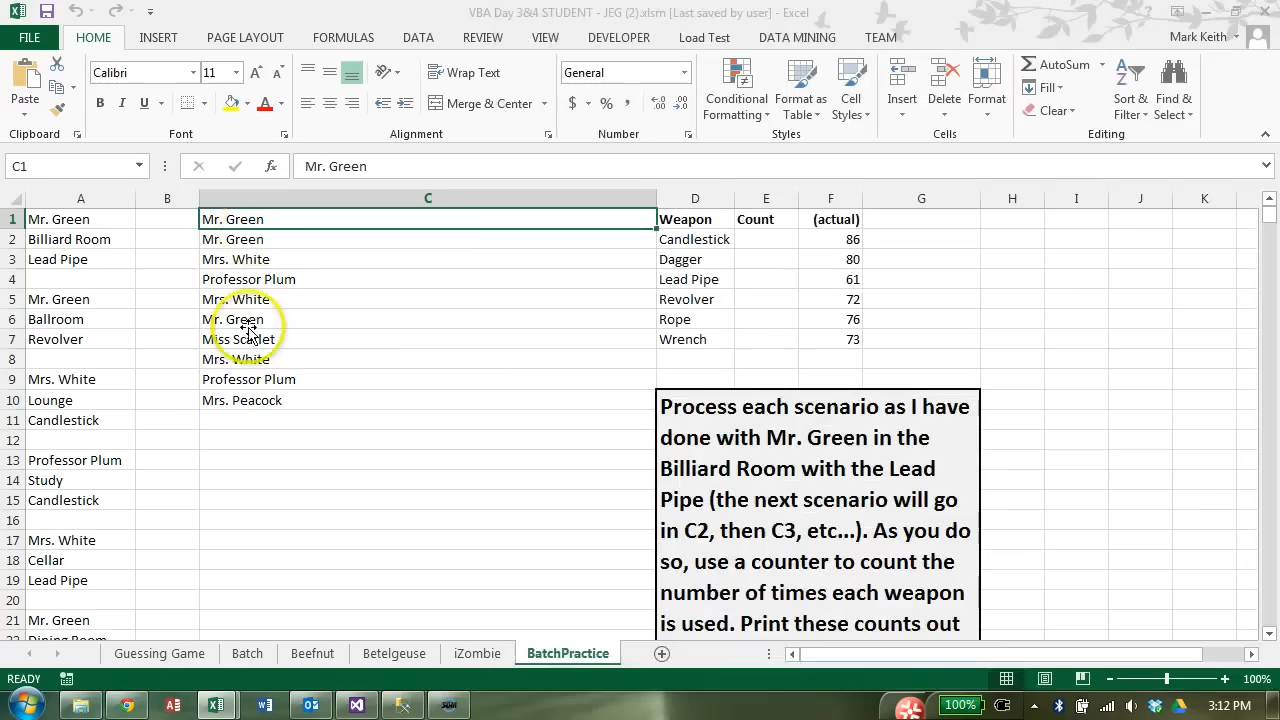 VBA Day 3&4 STUDENT - JEG (2).xlsm [Last saved by user] - Excel
FILE HOME INSERT PAGE LAYOUT FORMULAS DATA REVIEW VIEW DEVELOPER Load Test DATA MINING TEAM Mark Keith
Paste
Calibri 11
B I U
A A
Wrap Text
Merge & Center
General
$ % ,
Conditional Formatting
Format as Table
Cell Styles
Insert
Delete
Format
AutoSum
Fill
Clear
Sort & Filter
Find & Select
Clipboard Font Alignment Number Styles Cells Editing
C1 fx Mr. Green
A B C D E F G H I J K
1 Mr. Green Mr. Green Weapon Count (actual)
2 Billiard Room Mr. Green Candlestick 86
3 Lead Pipe Mrs. White Dagger 80
4 Professor Plum Lead Pipe 61
5 Mr. Green Mrs. White Revolver 72
6 Ballroom Mr. Green Rope 76
7 Revolver Miss Scarlet Wrench 73
8 Mrs. White
9 Mrs. White Professor Plum
10 Lounge Mrs. Peacock
11 Candlestick
12
13 Professor Plum
14 Study
15 Candlestick
16
17 Mrs. White
18 Cellar
19 Lead Pipe
20
21 Mr. Green
22 Dining Room
Process each scenario as I have
done with Mr. Green in the
Billiard Room with the Lead
Pipe (the next scenario will go
in C2, then C3, etc...). As you do
so, use a counter to count the
number of times each weapon
is used. Print these counts out
Guessing Game Batch Beefnut Betelgeuse iZombie BatchPractice
READY 100%
100% 3:12 PM